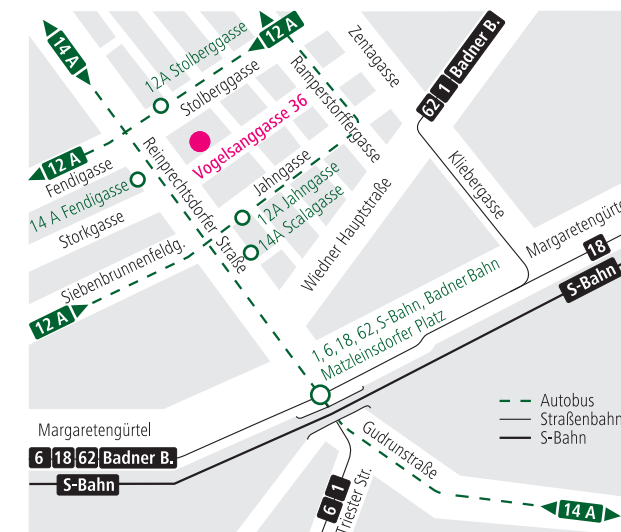 14 A
12A Stolberggasse
12 A
Stolberggasse
Zentagasse
62 1 Badner B.
Ramperstorffergasse
Vogelsanggasse 36
12 A
Fendigasse
14 A Fendigasse
Storkgasse
Reinprechtsdorfer Straße
Jahngasse
12A Jahngasse
14A Scalagasse
Kliebergasse
Wiedner Hauptstraße
Siebenbrunnenfeldg.
12 A
Margaretengürte
18
S-Bahn
1, 6, 18, 62, S-Bahn, Badner Bahn
Matzleinsdorfer Platz
Margaretengürtel
6 18 62 Badner B.
S-Bahn
Gudrunstraße
6 1
Triester Str.
14 A
Autobus
Straßenbahn
S-Bahn